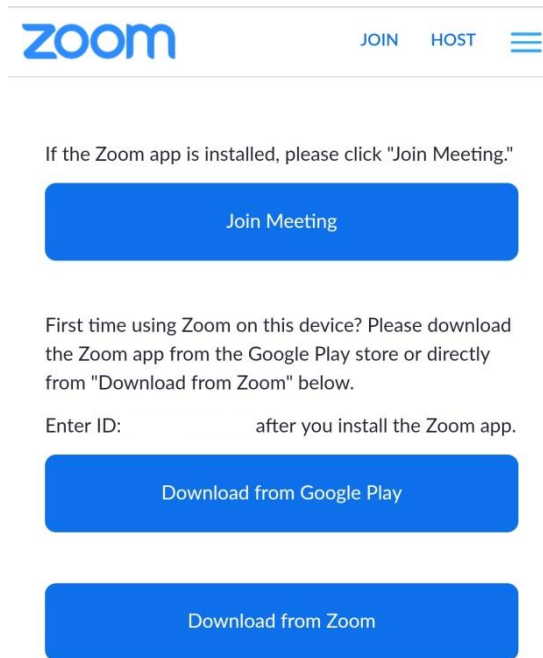 zoom
JOIN HOST
If the Zoom app is installed, please click "Join Meeting."
Join Meeting
First time using Zoom on this device? Please download
the Zoom app from the Google Play store or directly
from "Download from Zoom" below.
Enter ID: after you install the Zoom app.
Download from Google Play
Download from Zoom